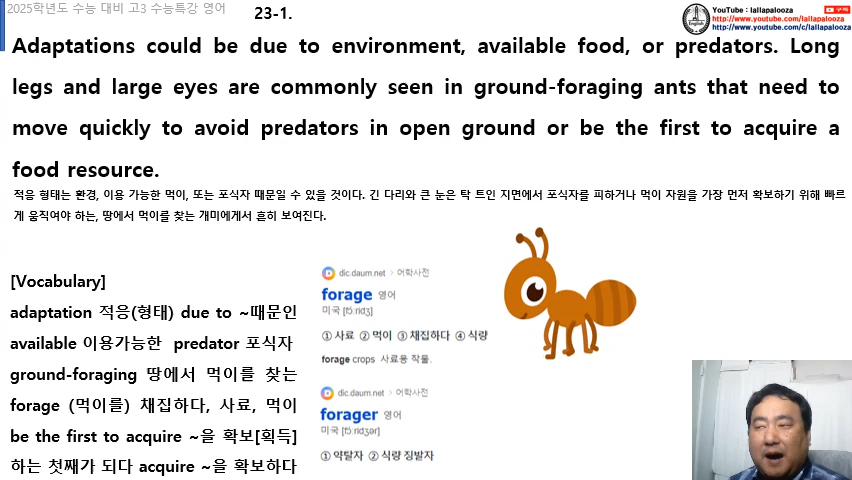 2025학년도 수능 대비 고3 수능특강 영어
23-1.
YouTube : lallapalooza 구독
http://www.youtube.com/lallapalooza
http://www.youtube.com/c/lallapalooza
Adaptations could be due to environment, available food, or predators. Long
legs and large eyes are commonly seen in ground-foraging ants that need to
move quickly to avoid predators in open ground or be the first to acquire a
food resource.
적응 형태는 환경, 이용 가능한 먹이, 또는 포식자 때문일 수 있을 것이다. 긴 다리와 큰 눈은 탁 트인 지면에서 포식자를 피하거나 먹이 자원을 가장 먼저 확보하기 위해 빠르
게 움직여야 하는, 땅에서 먹이를 찾는 개미에게서 흔히 보여진다.
[Vocabulary]
adaptation 적응(형태) due to ~때문인
available 이용가능한 predator 포식자
ground-foraging 땅에서 먹이를 찾는
forage (먹이를) 채집하다, 사료, 먹이
be the first to acquire ~을 확보[획득]
하는 첫째가 되다 acquire ~을 확보하다
dic.daum.net > 어학사전
forage 영어
미국 [fɔ́ːridʒ]
① 사료 ② 먹이 ③ 채집하다 ④ 식량
forage crops 사료용 작물.
dic.daum.net > 어학사전
forager 영어
미국 [fɔ́ːridʒər]
① 약탈자 ② 식량 징발자